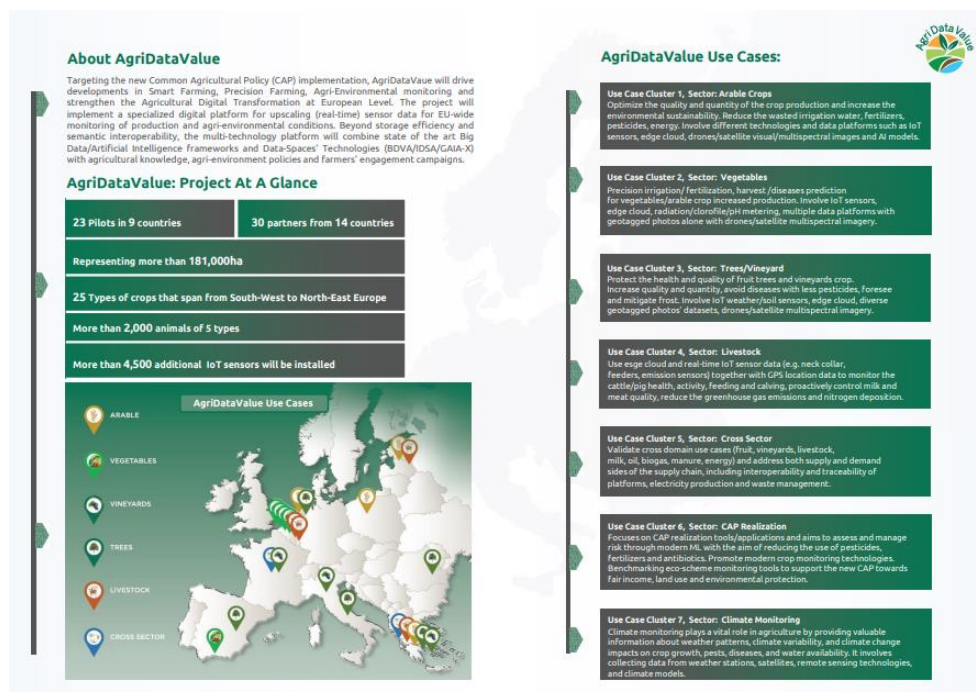 About AgriDataValue
Targeting the new Common Agricultural Policy (CAP) implementation, AgriDataVaue will drive
developments in Smart Farming, Precision Farming, Agri-Environmental monitoring and
strengthen the Agricultural Digital Transformation at European Level. The project will
implement a specialized digital platform for upscaling (real-time) sensor data for EU-wide
monitoring of production and agri-environmental conditions. Beyond storage efficiency and
semantic interoperability, the multi-technology platform will combine state of the art Big
Data/Artificial Intelligence frameworks and Data-Spaces' Technologies (BDVA/IDSA/GAIA-X)
with agricultural knowledge, agri-environment policies and farmers' engagement campaigns.
AgriDataValue: Project At A Glance
23 Pilots in 9 countries
30 partners from 14 countries
Representing more than 181,000ha
25 Types of crops that span from South-West to North-East Europe
More than 2,000 animals of 5 types
More than 4,500 additional IoT sensors will be installed
AgriDataValue Use Cases
ARABLE
VEGETABLES
VINEYARDS
TREES
LIVESTOCK
CROSS SECTOR
Agri Data Value
AgriDataValue Use Cases:
Use Case Cluster 1, Sector: Arable Crops
Optimize the quality and quantity of the crop production and increase the
environmental sustainability. Reduce the wasted irrigation water, fertilizers,
pesticides, energy. Involve different technologies and data platforms such as IoT
sensors, edge cloud, drones/satellite visual/multispectral images and AI models.
Use Case Cluster 2, Sector: Vegetables
Precision irrigation/ fertilization, harvest /diseases prediction
for vegetables/arable crop increased production. Involve IoT sensors,
edge cloud, radiation/clorofile/pH metering, multiple data platforms with
geotagged photos alone with drones/satellite multispectral imagery.
Use Case Cluster 3, Sector: Trees/Vineyard
Protect the health and quality of fruit trees and vineyards crop.
Increase quality and quantity, avoid diseases with less pesticides, foresee
and mitigate frost. Involve IoT weather/soil sensors, edge cloud, diverse
geotagged photos' datasets, drones/satellite multispectral imagery.
Use Case Cluster 4, Sector: Livestock
Use esge cloud and real-time IoT sensor data (e.g. neck collar,
feeders, emission sensors) together with GPS location data to monitor the
cattle/pig health, activity, feeding and calving, proactively control milk and
meat quality, reduce the greenhouse gas emissions and nitrogen deposition.
Use Case Cluster 5, Sector: Cross Sector
Validate cross domain use cases (fruit, vineyards, livestock,
milk, oil, biogas, manure, energy) and address both supply and demand
sides of the supply chain, including interoperability and traceability of
platforms, electricity production and waste management.
Use Case Cluster 6, Sector: CAP Realization
Focuses on CAP realization tools/applications and aims to assess and manage
risk through modern ML with the aim of reducing the use of pesticides,
fertilizers and antibiotics. Promote modern crop monitoring technologies.
Benchmarking eco-scheme monitoring tools to support the new CAP towards
fair income, land use and environmental protection.
Use Case Cluster 7, Sector: Climate Monitoring
Climate monitoring plays a vital role in agriculture by providing valuable
information about weather patterns, climate variability, and climate change
impacts on crop growth, pests, diseases, and water availability. It involves
collecting data from weather stations, satellites, remote sensing technologies,
and climate models.